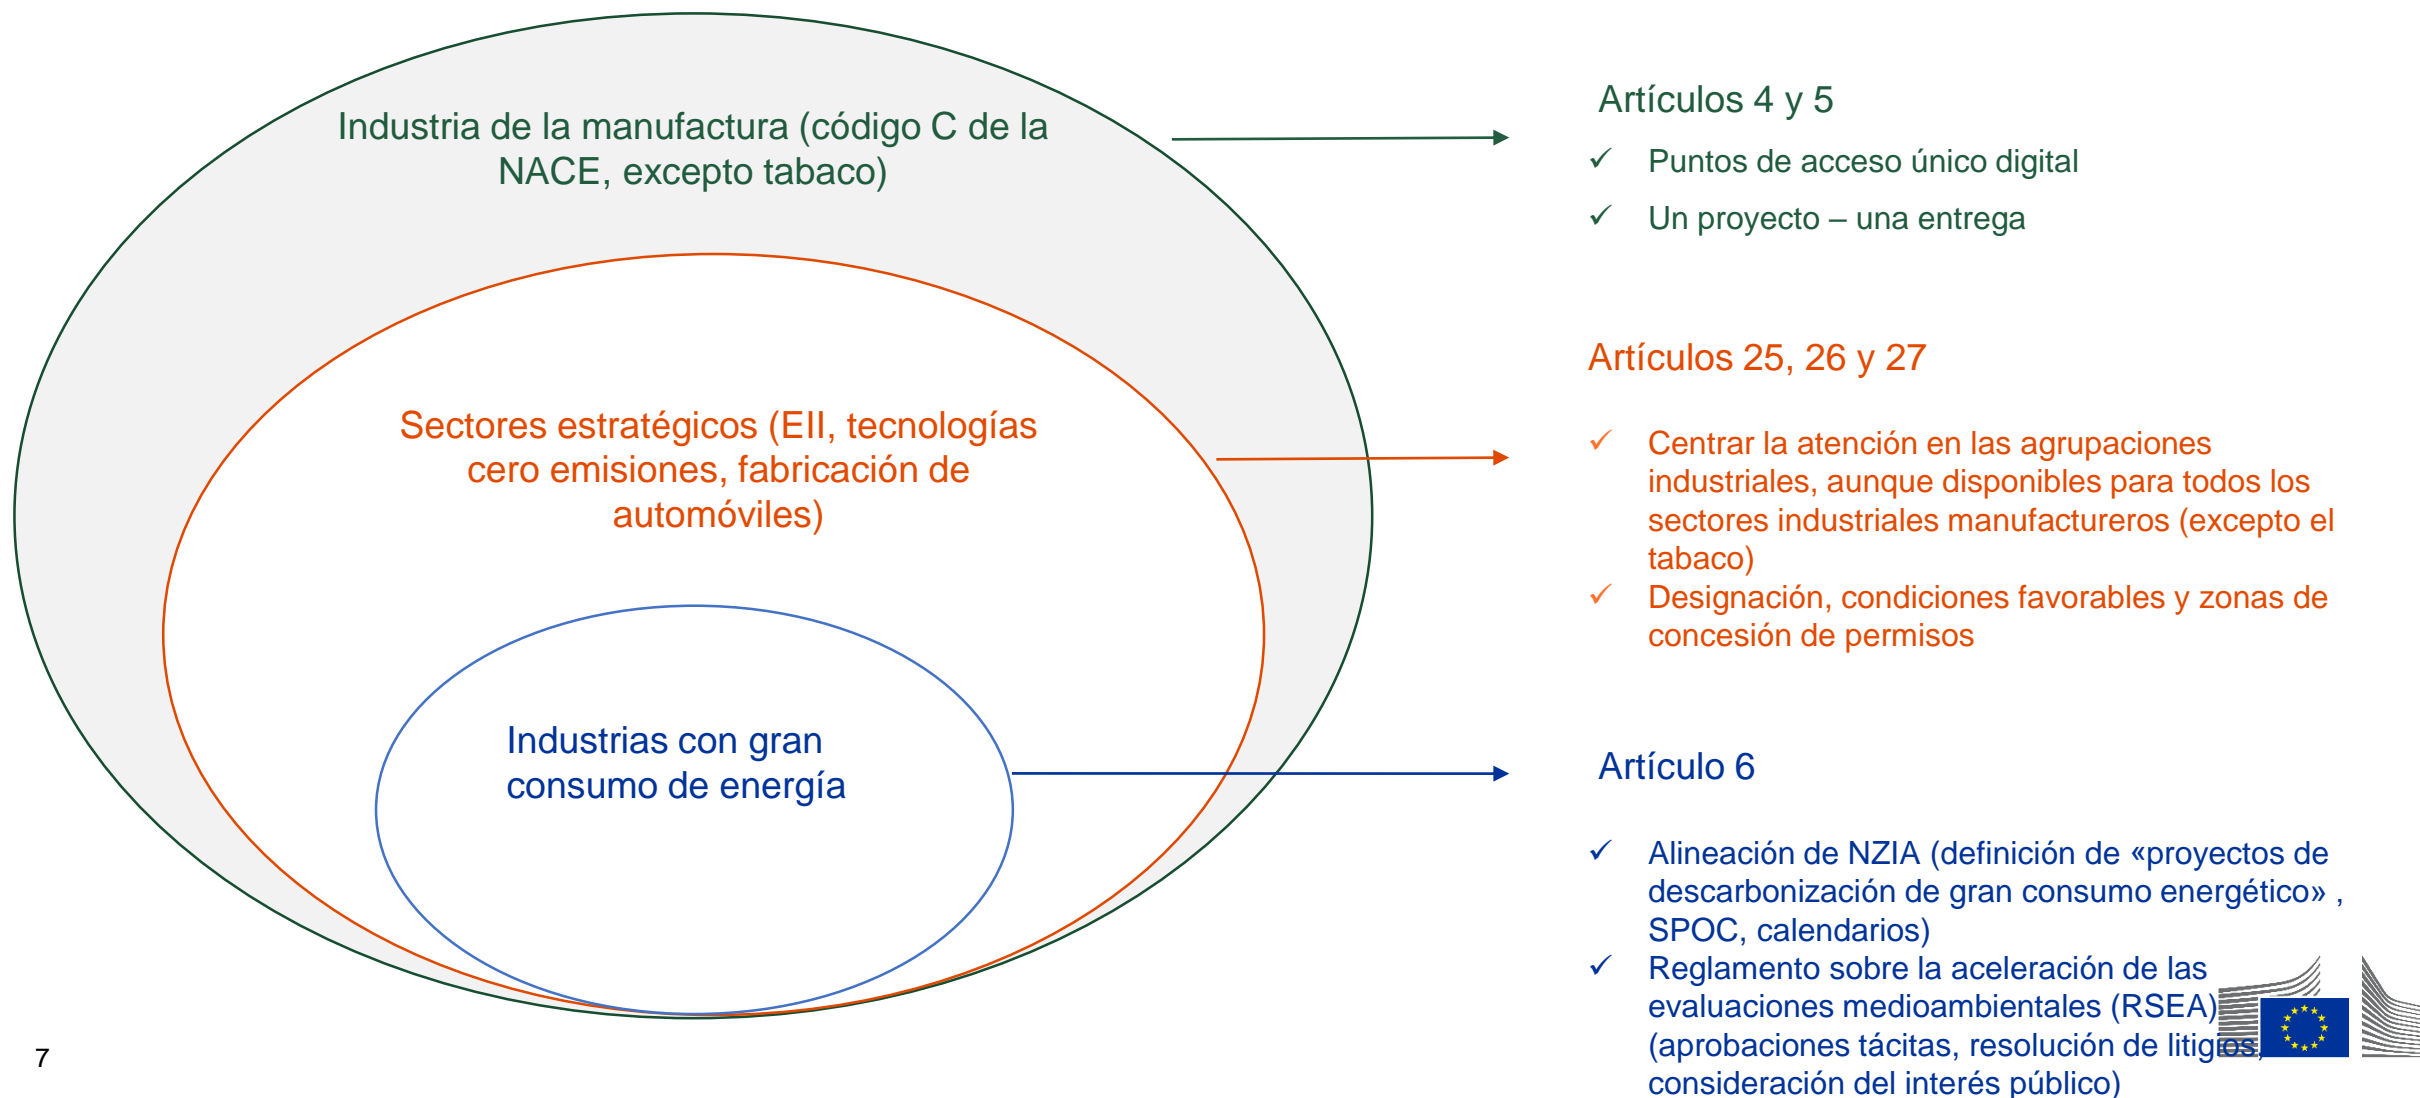 Industria de la manufactura (código C de la
NACE, excepto tabaco)
Sectores estratégicos (EII, tecnologías
cero emisiones, fabricación de
automóviles)
Industrias con gran
consumo de energía
Artículos 4 y 5
✓ Puntos de acceso único digital
✓ Un proyecto – una entrega
Artículos 25, 26 y 27
✓ Centrar la atención en las agrupaciones
industriales, aunque disponibles para todos los
sectores industriales manufactureros (excepto el
tabaco)
✓ Designación, condiciones favorables y zonas de
concesión de permisos
Artículo 6
✓ Alineación de NZIA (definición de «proyectos de
descarbonización de gran consumo energético» ,
SPOC, calendarios)
✓ Reglamento sobre la aceleración de las
evaluaciones medioambientales (RSEA)
(aprobaciones tácitas, resolución de litigios,
consideración del interés público)
7